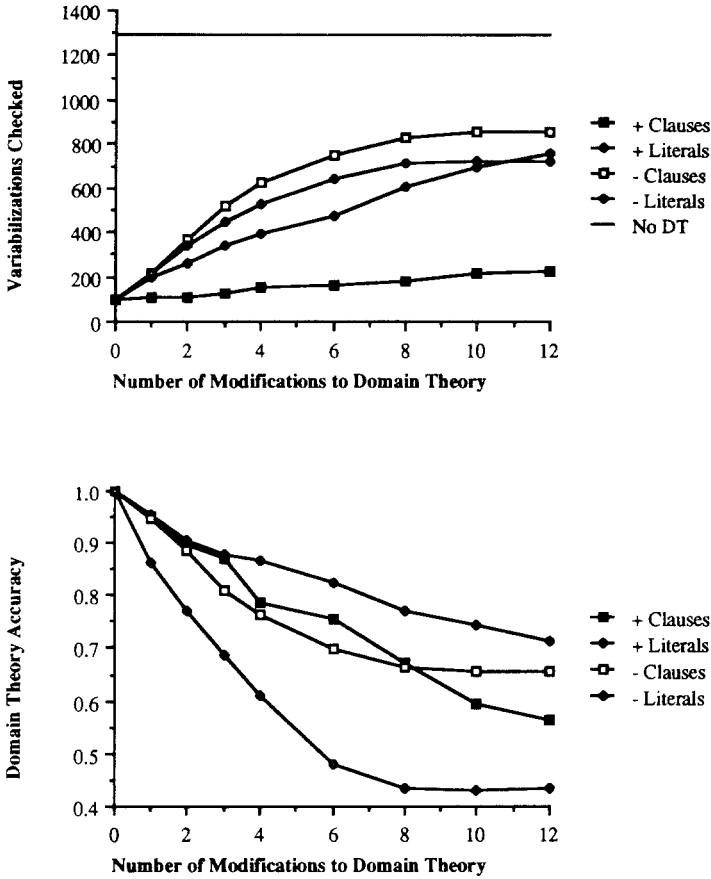 1400
1200
1000
800
600
400
200
0
Variabilizations Checked
0 2 4 6 8 10 12
Number of Modifications to Domain Theory
+ Clauses
+ Literals
- Clauses
- Literals
No DT
1.0
0.9
0.8
0.7
0.6
0.5
0.4
Domain Theory Accuracy
0 2 4 6 8 10 12
Number of Modifications to Domain Theory
+ Clauses
+ Literals
- Clauses
- Literals